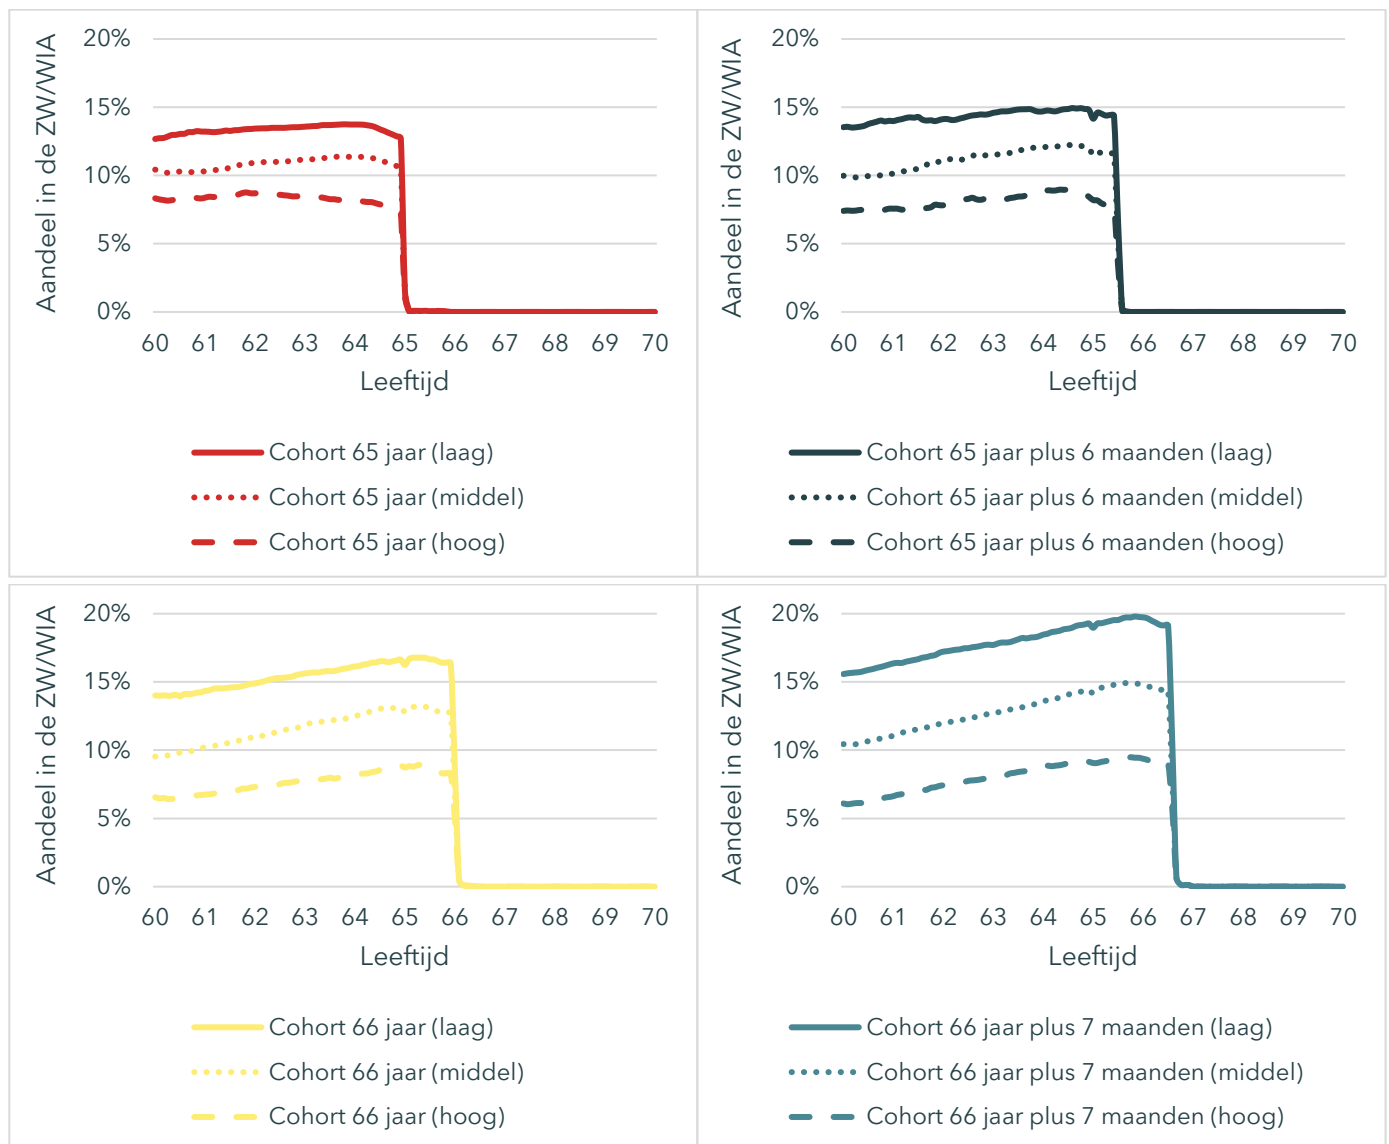 Aandeel in de ZW/WIA
20%
15%
10%
5%
0%
60 61 62 63 64 65 66 67 68 69 70
Leeftijd
Cohort 65 jaar (laag)
Cohort 65 jaar (middel)
Cohort 65 jaar (hoog)
Aandeel in de ZW/WIA
20%
15%
10%
5%
0%
60 61 62 63 64 65 66 67 68 69 70
Leeftijd
Cohort 65 jaar plus 6 maanden (laag)
Cohort 65 jaar plus 6 maanden (middel)
Cohort 65 jaar plus 6 maanden (hoog)
Aandeel in de ZW/WIA
20%
15%
10%
5%
0%
60 61 62 63 64 65 66 67 68 69 70
Leeftijd
Cohort 66 jaar (laag)
Cohort 66 jaar (middel)
Cohort 66 jaar (hoog)
Aandeel in de ZW/WIA
20%
15%
10%
5%
0%
60 61 62 63 64 65 66 67 68 69 70
Leeftijd
Cohort 66 jaar plus 7 maanden (laag)
Cohort 66 jaar plus 7 maanden (middel)
Cohort 66 jaar plus 7 maanden (hoog)